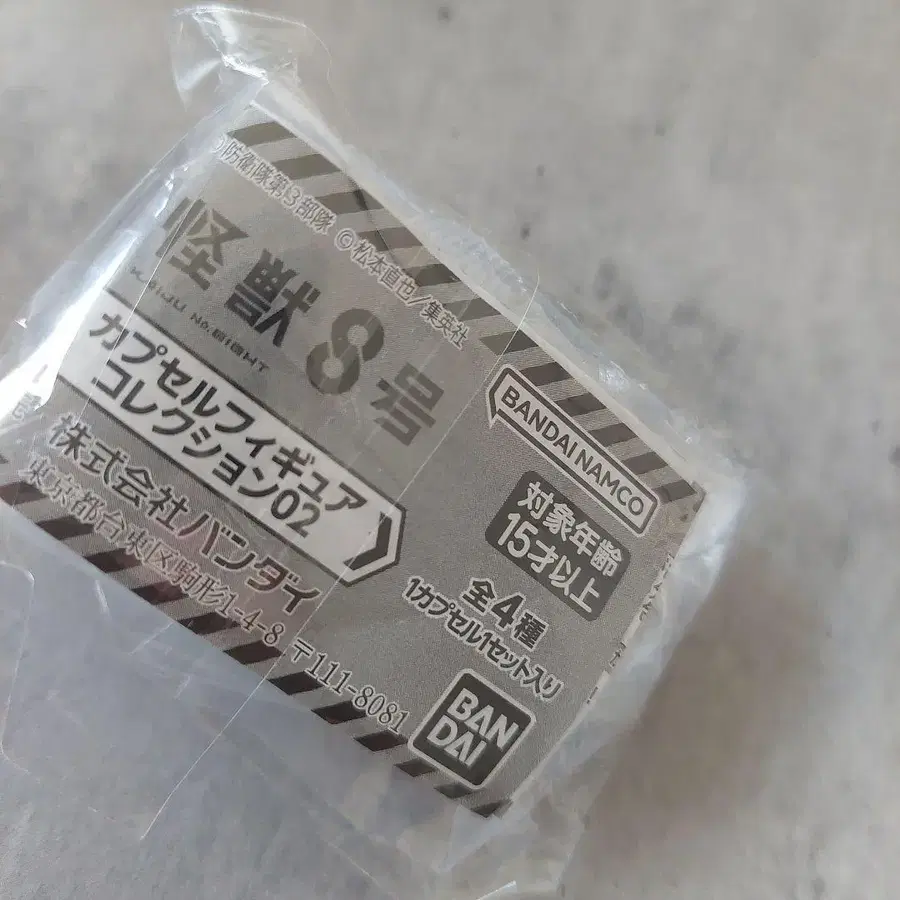 防衛隊第3部隊 ©松本直也/集英社
怪獣8号
KAIJU No.EIGHT
カプセルフィギュア
コレクション02
株式会社バンダイ
東京都台東区駒形1-4-8 〒111-8081
BANDAI NAMCO
対象年齢
15才以上
全4種
1カプセル1セット入り
BAN
DAI